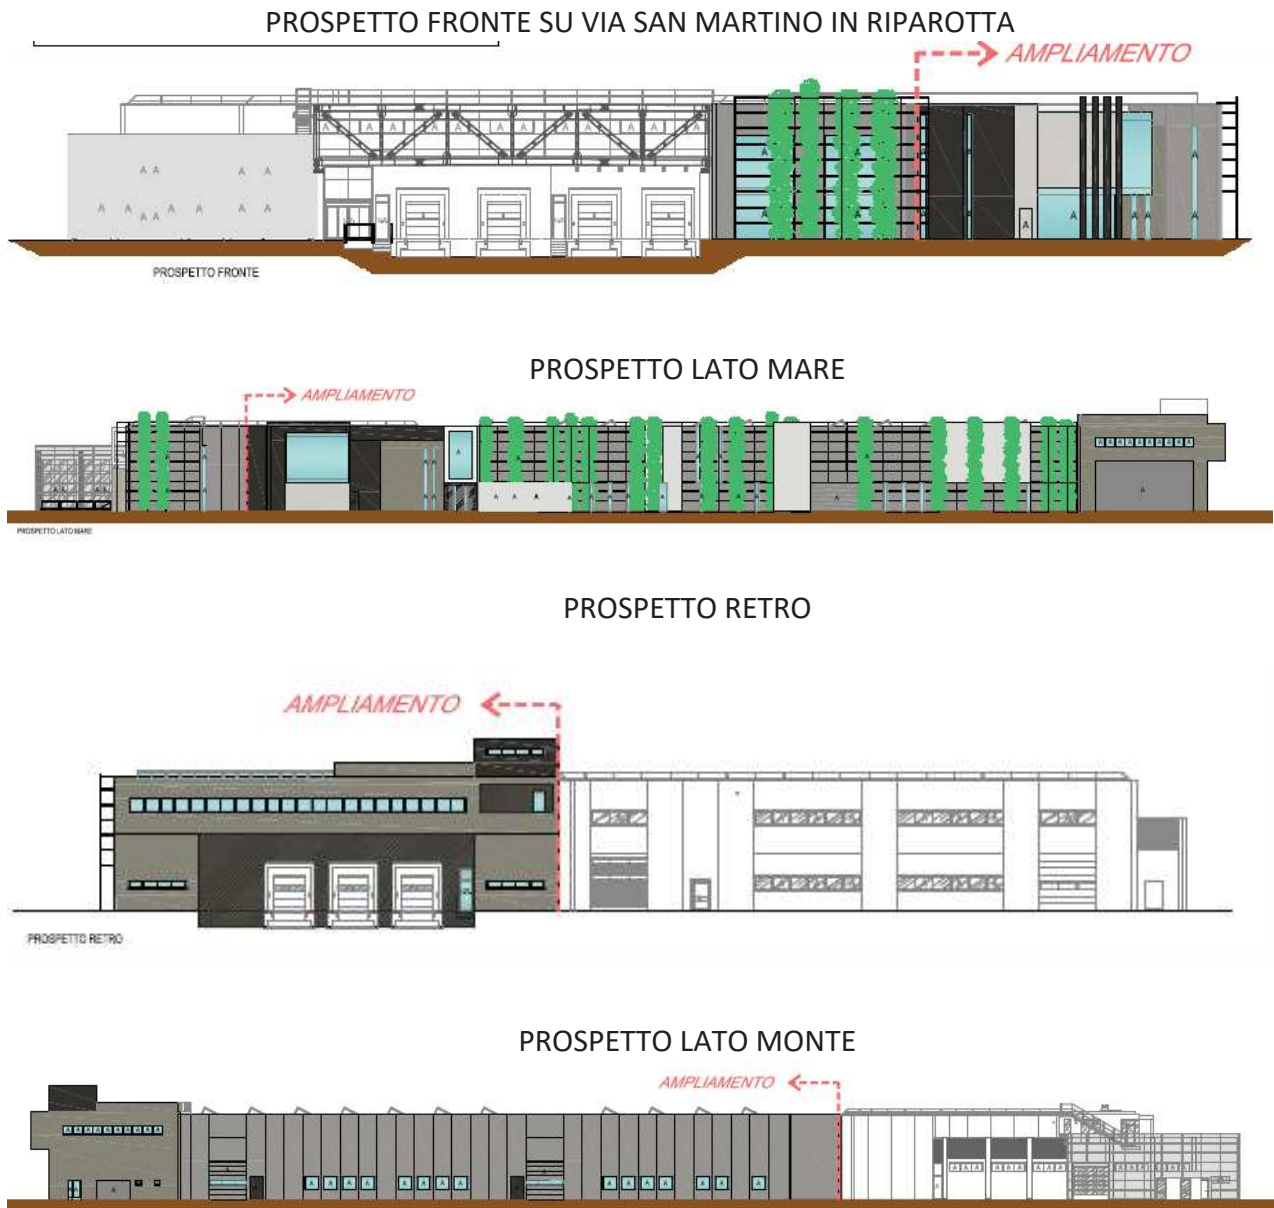 PROSPETTO FRONTE SU VIA SAN MARTINO IN RIPAROTTA
AMPLIAMENTO
PROSPETTO FRONTE
PROSPETTO LATO MARE
AMPLIAMENTO
PROSPETTO LATO MARE
PROSPETTO RETRO
AMPLIAMENTO
PROSPETTO RETRO
PROSPETTO LATO MONTE
AMPLIAMENTO